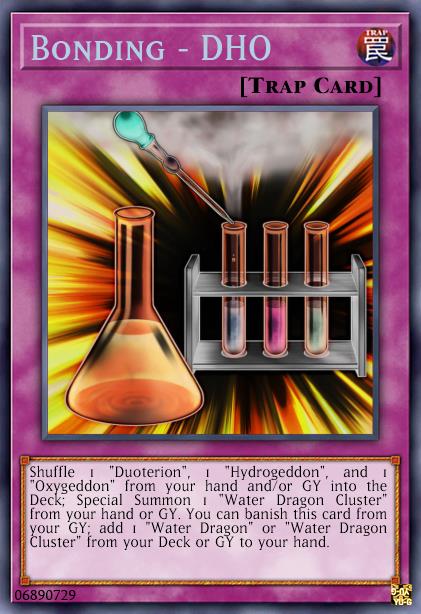 Bonding - DHO
TRAP
罠
[Trap Card]
Shuffle 1 "Duoterion", 1 "Hydrogeddon", and 1
"Oxygeddon" from your hand and/or GY into the
Deck; Special Summon 1 "Water Dragon Cluster"
from your hand or GY. You can banish this card from
your GY; add 1 "Water Dragon" or "Water Dragon
Cluster" from your Deck or GY to your hand.
06890729